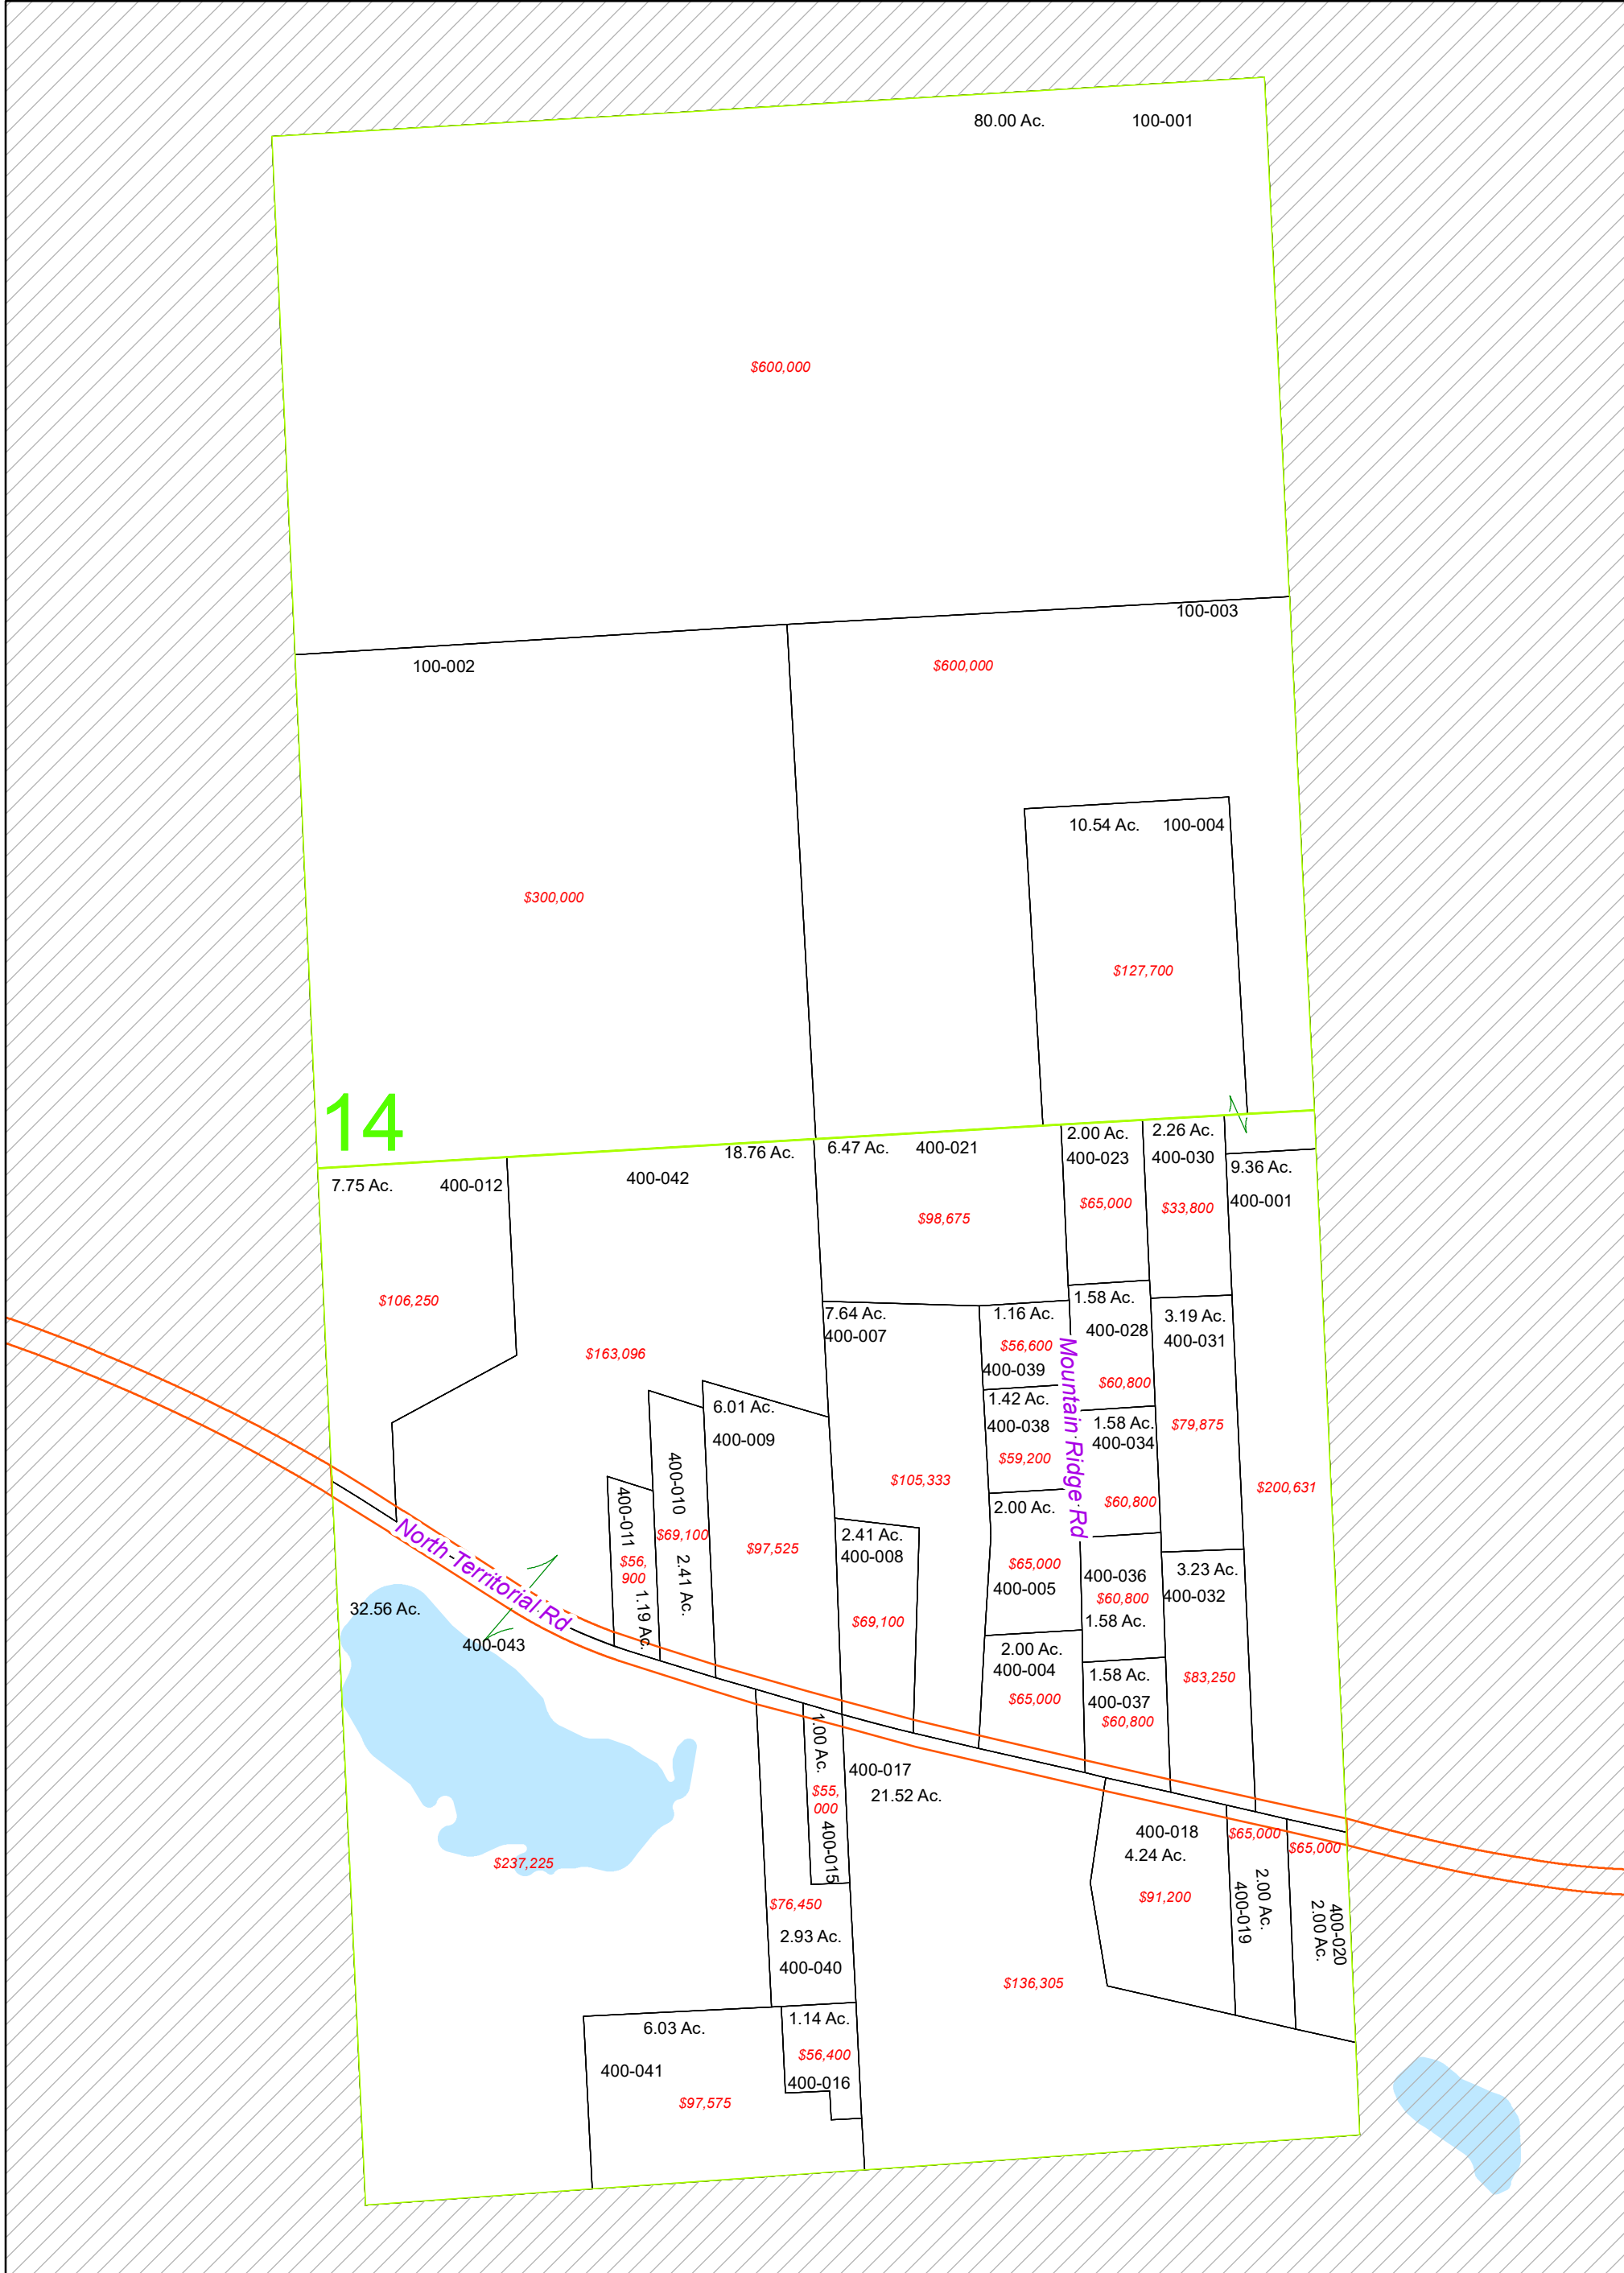 80.00 Ac. 100-001
$600,000
100-003
100-002
$600,000
10.54 Ac. 100-004
$300,000
$127,700
14
18.76 Ac.
6.47 Ac. 400-021
2.00 Ac.
400-023
$65,000
2.26 Ac.
400-030
$33,800
9.36 Ac.
400-001
7.75 Ac. 400-012
400-042
$98,675
$106,250
$163,096
7.64 Ac.
400-007
1.16 Ac.
$56,600
400-039
1.58 Ac.
400-028
$60,800
3.19 Ac.
400-031
$79,875
Mountain Ridge Rd
1.42 Ac.
400-038
$59,200
1.58 Ac.
400-034
$60,800
6.01 Ac.
400-009
$97,525
400-010
$69,100
2.41 Ac.
400-011
$56,
900
1.19 Ac.
$105,333
$200,631
2.41 Ac.
400-008
$69,100
2.00 Ac.
$65,000
400-005
400-036
$60,800
1.58 Ac.
3.23 Ac.
400-032
$83,250
North Territorial Rd
32.56 Ac.
400-043
2.00 Ac.
400-004
$65,000
1.58 Ac.
400-037
$60,800
1.00 Ac.
$55,
000
400-015
400-017
21.52 Ac.
400-018
4.24 Ac.
$91,200
$65,000
2.00 Ac.
400-019
$65,000
400-020
2.00 Ac.
$237,225
$76,450
2.93 Ac.
400-040
$136,305
6.03 Ac.
400-041
$97,575
1.14 Ac.
$56,400
400-016